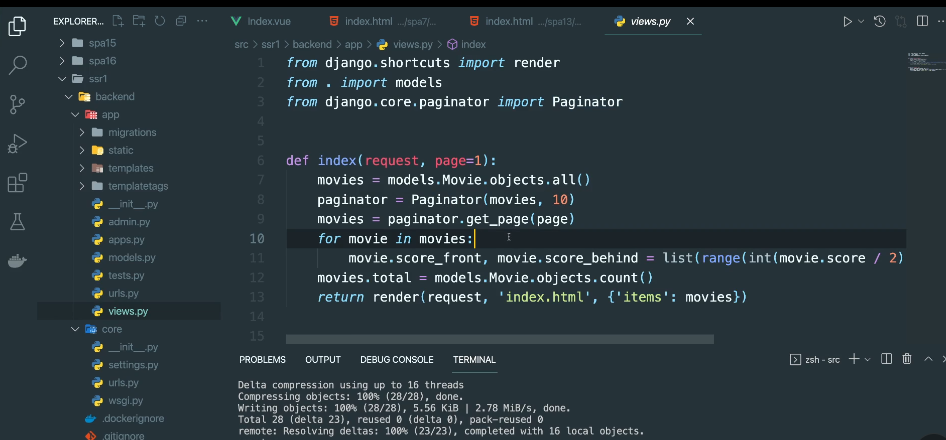 EXPLORER...
index.vue
index.html .../spa7/...
index.html .../spa13/...
views.py
spa15
spa16
ssr1
backend
app
migrations
static
templates
templatetags
__init__.py
admin.py
apps.py
models.py
tests.py
urls.py
views.py
core
__init__.py
settings.py
urls.py
wsgi.py
.dockerignore
.gitignore
src > ssr1 > backend > app > views.py > index
1 from django.shortcuts import render
2 from . import models
3 from django.core.paginator import Paginator
4
5
6 def index(request, page=1):
7 movies = models.Movie.objects.all()
8 paginator = Paginator(movies, 10)
9 movies = paginator.get_page(page)
10 for movie in movies:
11 movie.score_front, movie.score_behind = list(range(int(movie.score / 2)
12 movies.total = models.Movie.objects.count()
13 return render(request, 'index.html', {'items': movies})
14
15
PROBLEMS OUTPUT DEBUG CONSOLE TERMINAL zsh - src
Delta compression using up to 16 threads
Compressing objects: 100% (28/28), done.
Writing objects: 100% (28/28), 5.56 KiB | 2.78 MiB/s, done.
Total 28 (delta 23), reused 0 (delta 0), pack-reused 0
remote: Resolving deltas: 100% (23/23), completed with 16 local objects.